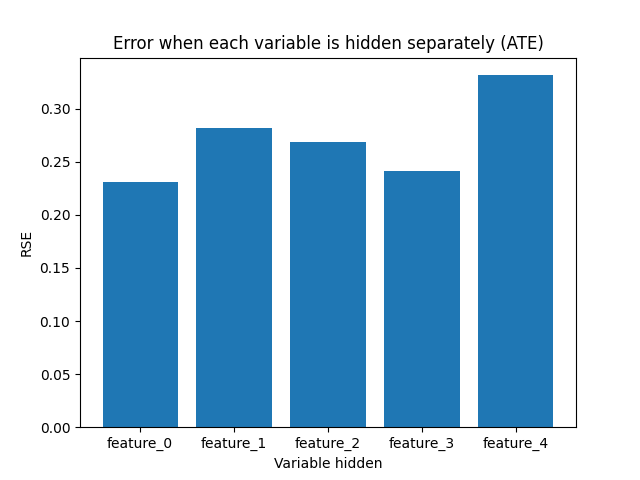 Error when each variable is hidden separately (ATE)
0.30
0.25
0.20
0.15
0.10
0.05
0.00
RSE
feature_0 feature_1 feature_2 feature_3 feature_4
Variable hidden